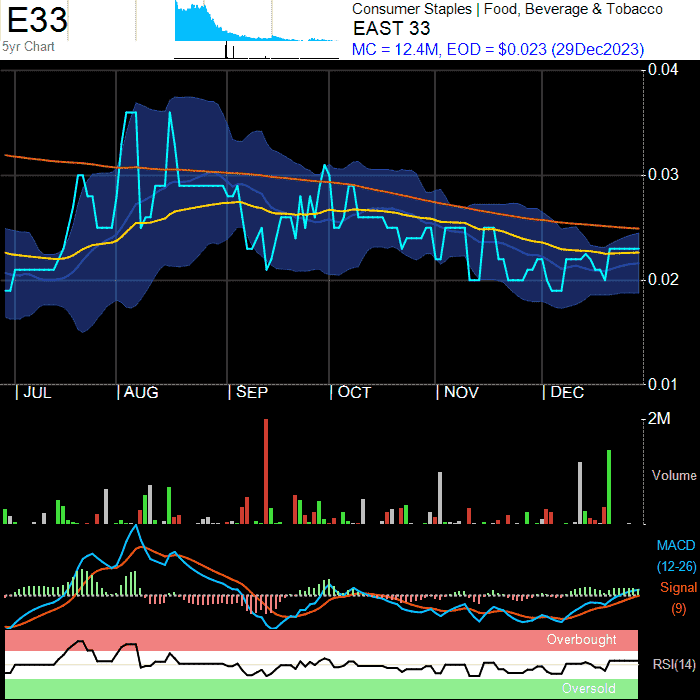 E33
5yr Chart
Consumer Staples | Food, Beverage & Tobacco
EAST 33
MC = 12.4M, EOD = $0.023 (29Dec2023)
0.04
0.03
0.02
0.01
JUL AUG SEP OCT NOV DEC
2M
Volume
MACD
(12-26)
Signal
(9)
Overbought
RSI(14)
Oversold